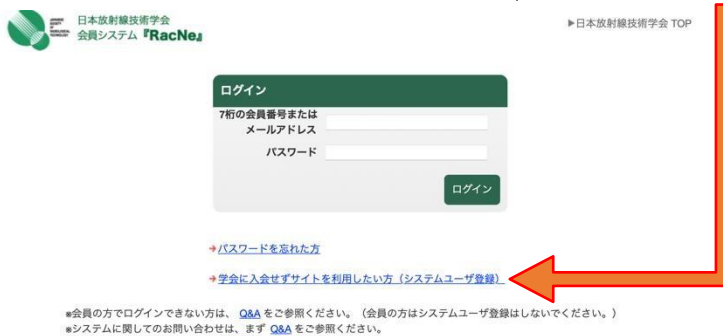 日本放射線技術学会
会員システム『RacNe』
▶日本放射線技術学会 TOP
ログイン
7桁の会員番号または
メールアドレス
パスワード
ログイン
➔パスワードを忘れた方
➔学会に入会せずサイトを利用したい方（システムユーザ登録）
※会員の方でログインできない方は、 Q&A をご参照ください。（会員の方はシステムユーザ登録はしないでください。）
※システムに関してのお問い合わせは、まず Q&A をご参照ください。